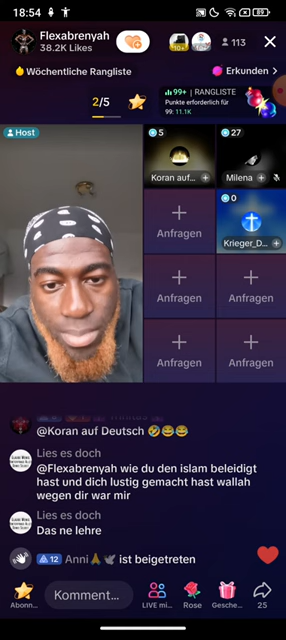 18:54
89
Flexabrenyah
38.2K Likes
10+
113
Wöchentliche Rangliste
Erkunden >
2/5
99+ | RANGLISTE
Punkte erforderlich für
99: 11.1K
Host
5
Koran auf...
27
Milena
0
Krieger_D...
Anfragen
Anfragen
Anfragen
Anfragen
Anfragen
@Koran auf Deutsch 🤣😂😂
Lies es doch
@Flexabrenyah wie du den islam beleidigt
hast und dich lustig gemacht hast wallah
wegen dir war mir
Lies es doch
Das ne lehre
12 Anni🙏🕊 ist beigetreten
Abonn...
Kommentar...
LIVE mi...
Rose
Gesche...
25